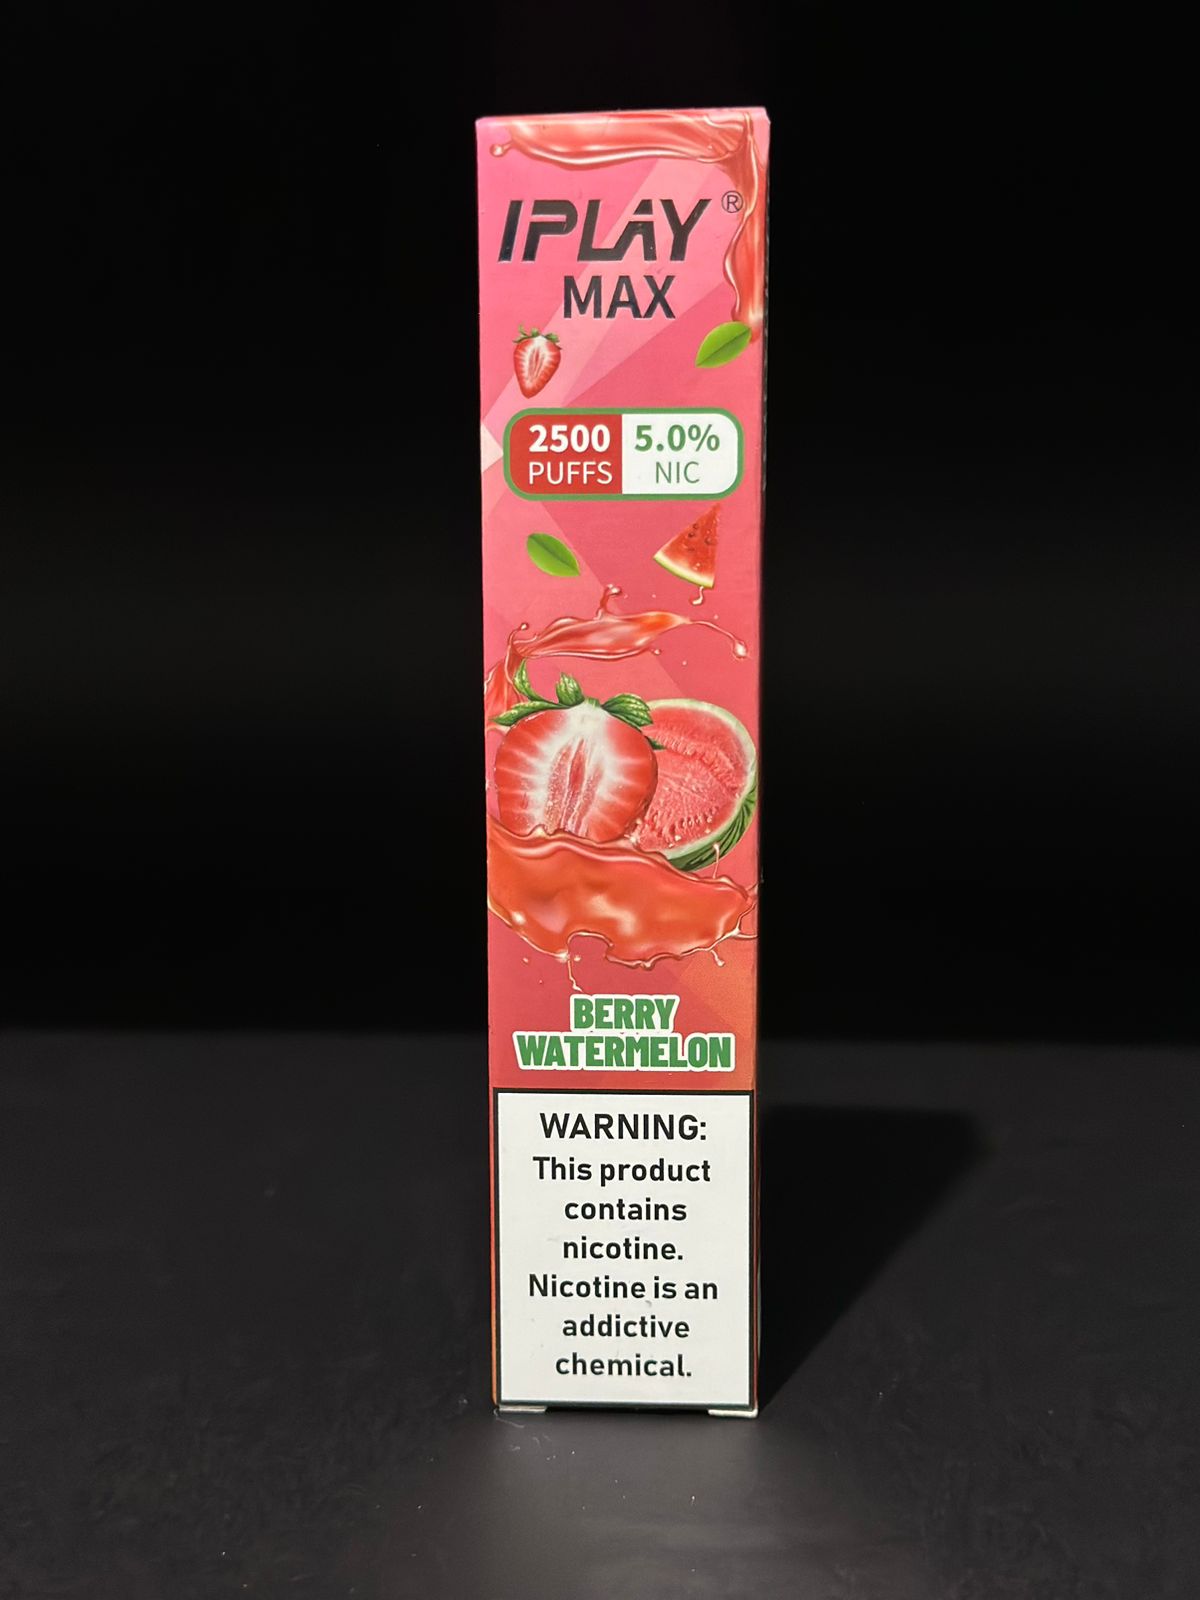 IPLAY®
MAX
2500 5.0%
PUFFS NIC
BERRY
WATERMELON
WARNING:
This product
contains
nicotine.
Nicotine is an
addictive
chemical.